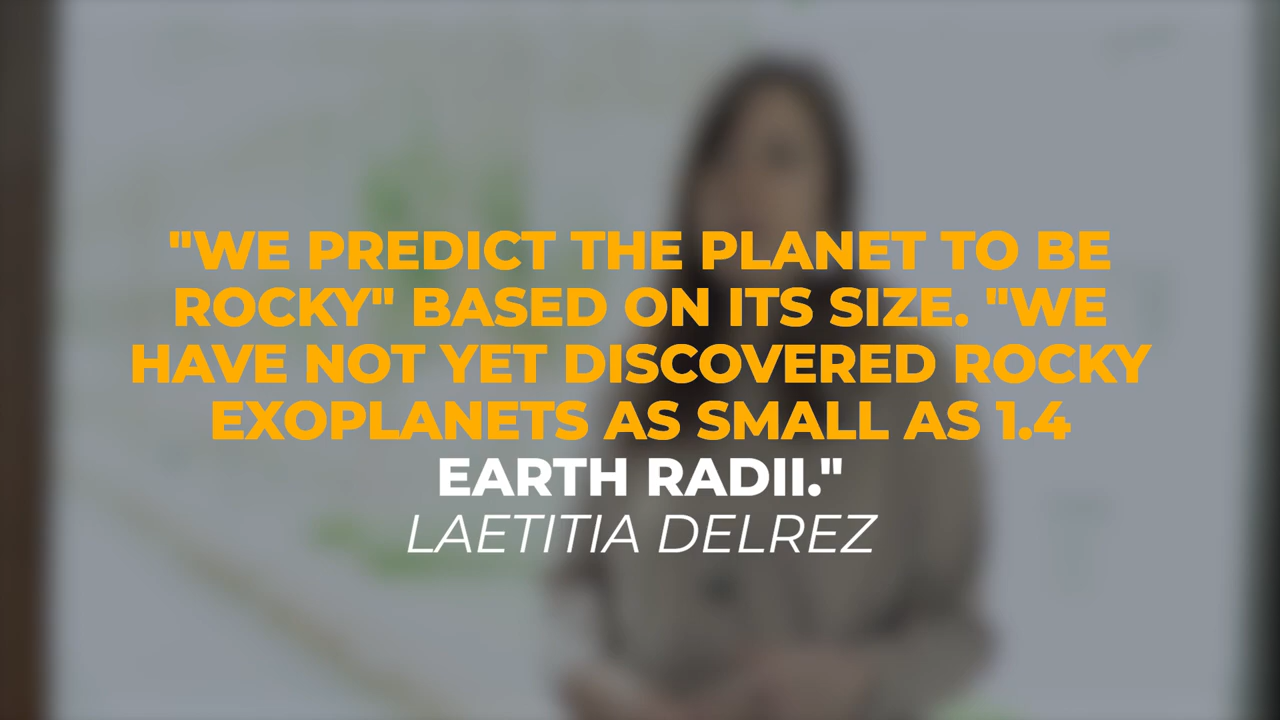 "WE PREDICT THE PLANET TO BE
ROCKY" BASED ON ITS SIZE. "WE
HAVE NOT YET DISCOVERED ROCKY
EXOPLANETS AS SMALL AS 1.4
EARTH RADII."
LAETITIA DELREZ